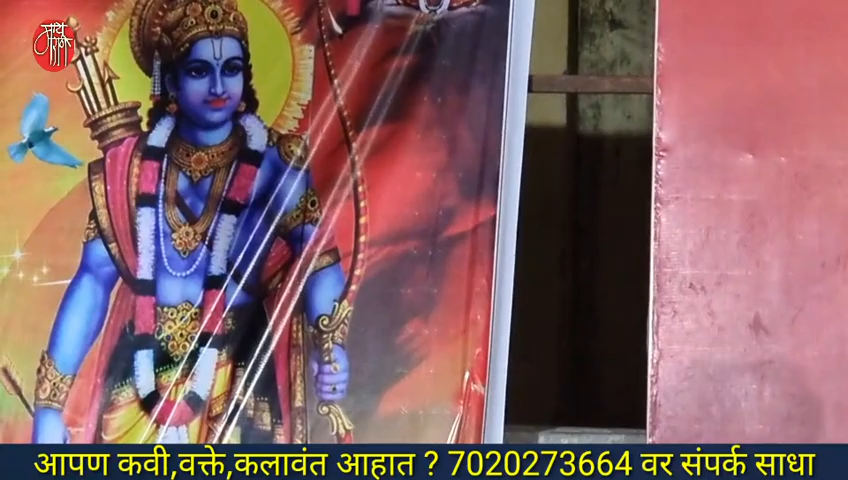 आपण कवी,वक्ते,कलावंत आहात ? 7020273664 वर संपर्क साधा